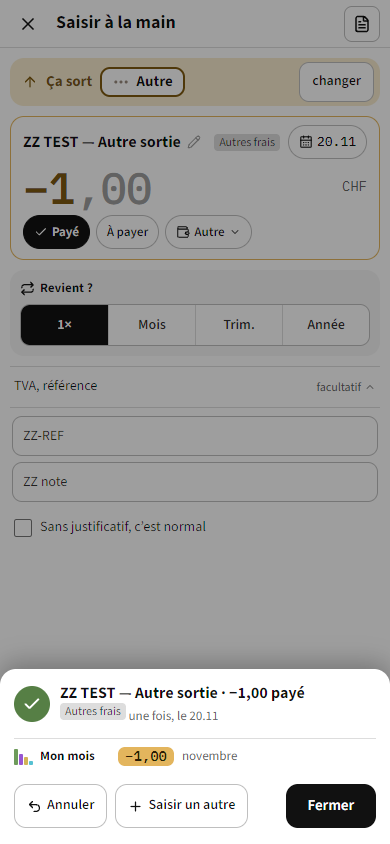 Saisir à la main
Ça sort ••• Autre changer
ZZ TEST — Autre sortie Autres frais 20.11
−1,00 CHF
Payé À payer Autre
Revient ?
1× Mois Trim. Année
TVA, référence facultatif
ZZ-REF
ZZ note
Sans justificatif, c’est normal
ZZ TEST — Autre sortie · −1,00 payé
Autres frais une fois, le 20.11
Mon mois −1,00 novembre
Annuler Saisir un autre Fermer